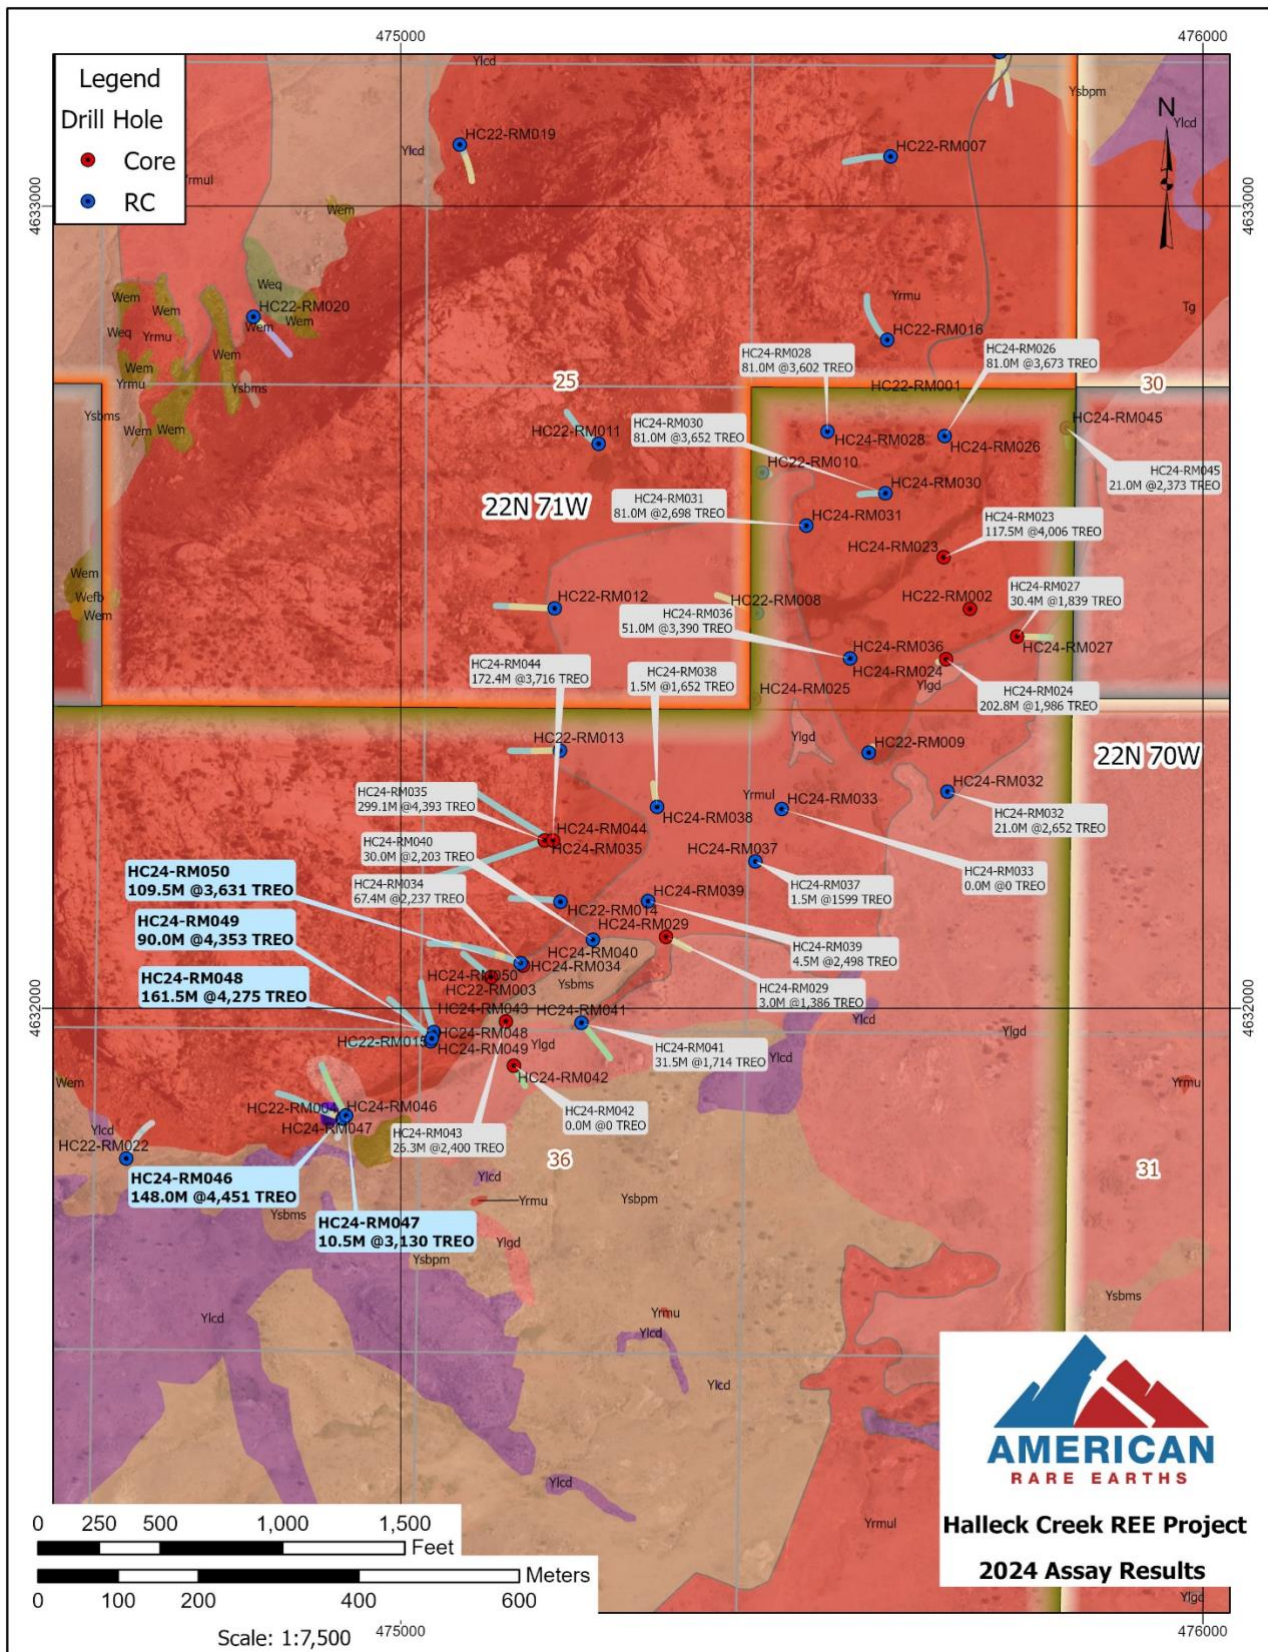 475000
476000
Legend
Drill Hole
Core
RC
Ylcd
Ysbpm
Ylcd
N
HC22-RM019
Ylcd
HC22-RM007
Yrmul
4633000
4633000
Wem
Weq
Yrmu
Tg
Wem
HC22-RM020
Wem
Wem
Wem
Weq
Yrmu
Wem
HC22-RM016
HC24-RM028
81.0M @3,602 TREO
HC24-RM026
81.0M @3,673 TREO
Wem
Yrmu
Ysbms
25
HC22-RM001
30
Ysbms
Wem
Wem
HC22-RM011
HC24-RM030
81.0M @3,652 TREO
HC24-RM028
HC24-RM026
HC24-RM045
HC22-RM010
HC24-RM045
21.0M @2,373 TREO
HC24-RM030
22N 71W
HC24-RM031
81.0M @2,698 TREO
HC24-RM031
HC24-RM023
117.5M @4,006 TREO
HC24-RM023
Wem
Wefb
Wem
HC22-RM012
HC22-RM008
HC22-RM002
HC24-RM027
30.4M @1,839 TREO
HC24-RM036
51.0M @3,390 TREO
HC24-RM036
HC24-RM027
HC24-RM024
HC24-RM044
172.4M @3,716 TREO
HC24-RM038
1.5M @1,652 TREO
HC24-RM025
Ylgd
HC24-RM024
202.8M @1,986 TREO
HC22-RM013
Ylgd
HC22-RM009
22N 70W
HC24-RM035
299.1M @4,393 TREO
Yrmul
HC24-RM033
HC24-RM032
HC24-RM038
HC24-RM032
21.0M @2,652 TREO
HC24-RM044
HC24-RM035
HC24-RM040
30.0M @2,203 TREO
HC24-RM037
HC24-RM033
0.0M @0 TREO
HC24-RM050
109.5M @3,631 TREO
HC24-RM034
67.4M @2,237 TREO
HC24-RM037
1.5M @1599 TREO
HC24-RM039
HC22-RM014
HC24-RM049
90.0M @4,353 TREO
HC24-RM029
HC24-RM040
HC24-RM039
4.5M @2,498 TREO
HC24-RM034
HC24-RM048
161.5M @4,275 TREO
HC24-RM050
Ysbms
HC22-RM003
HC24-RM029
3.0M @1,386 TREO
4632000
4632000
HC24-RM043
HC24-RM041
Ylcd
HC24-RM048
Ylgd
HC22-RM015
Ylgd
HC24-RM049
HC24-RM041
31.5M @1,714 TREO
Ylcd
HC24-RM042
Wem
Yrmu
HC22-RM004
HC24-RM046
HC24-RM042
0.0M @0 TREO
HC24-RM047
Ylcd
HC22-RM022
HC24-RM043
26.3M @2,400 TREO
36
31
HC24-RM046
148.0M @4,451 TREO
Ylcd
Yrmu
Ysbpm
Ysbms
HC24-RM047
10.5M @3,130 TREO
Ylgd
Ysbpm
Ysbms
Ylcd
Yrmu
Ylcd
Ylcd
Ylcd
Yrmul
AMERICAN
RARE EARTHS
Halleck Creek REE Project
2024 Assay Results
Ylgd
0 250 500 1,000 1,500
Feet
Meters
0 100 200 400 600
Scale: 1:7,500
475000
476000